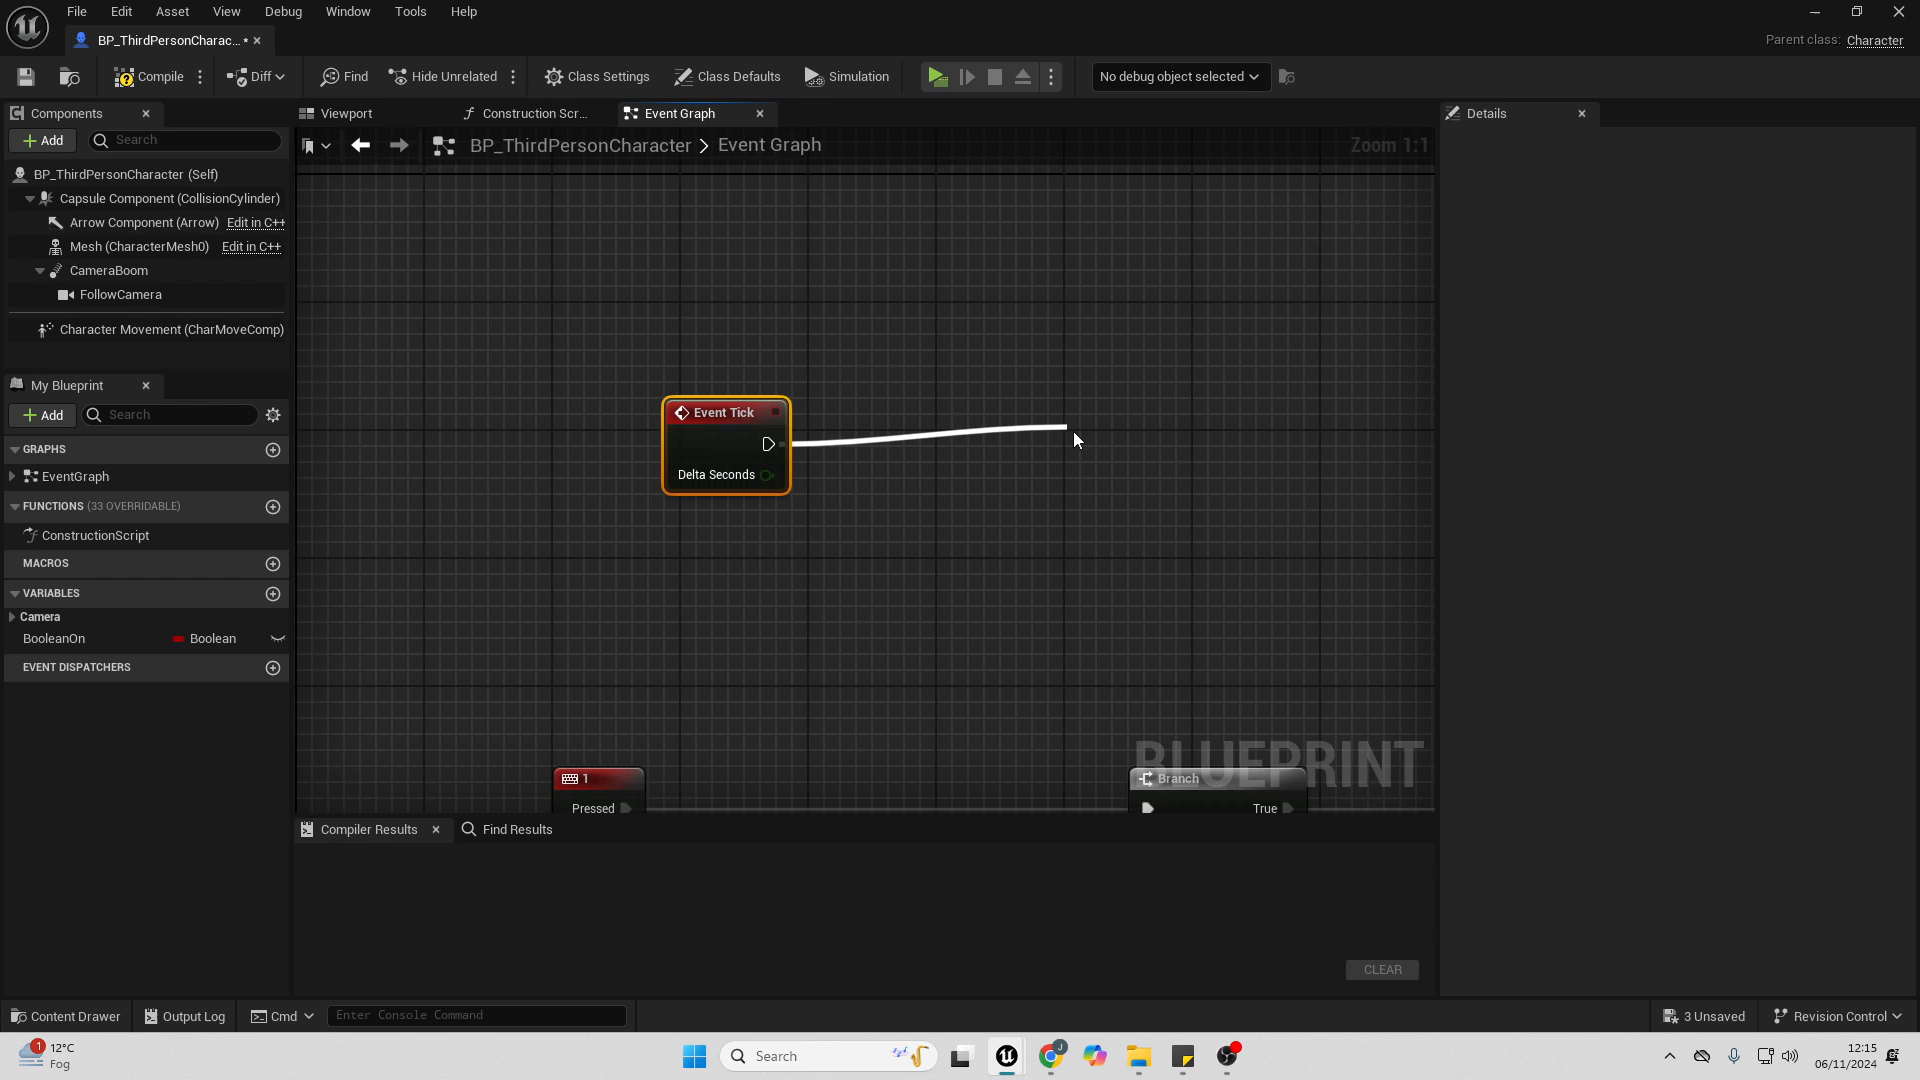 File Edit Asset View Debug Window Tools Help
BP_ThirdPersonCharac... •
Parent class: Character
Compile Diff Find Hide Unrelated Class Settings Class Defaults Simulation No debug object selected
Components
Viewport Construction Scr... Event Graph
Details
Add Search
BP_ThirdPersonCharacter > Event Graph
Zoom 1:1
BP_ThirdPersonCharacter (Self)
Capsule Component (CollisionCylinder)
Arrow Component (Arrow) Edit in C++
Mesh (CharacterMesh0) Edit in C++
CameraBoom
FollowCamera
Character Movement (CharMoveComp)
My Blueprint
Add Search
GRAPHS
EventGraph
FUNCTIONS (33 OVERRIDABLE)
ConstructionScript
MACROS
VARIABLES
Camera
BooleanOn Boolean
EVENT DISPATCHERS
Event Tick
Delta Seconds
BLUEPRINT
1
Pressed
Branch
True
Compiler Results Find Results
CLEAR
Content Drawer Output Log Cmd Enter Console Command 3 Unsaved Revision Control
1
12°C
Fog
Search
J
12:15
06/11/2024